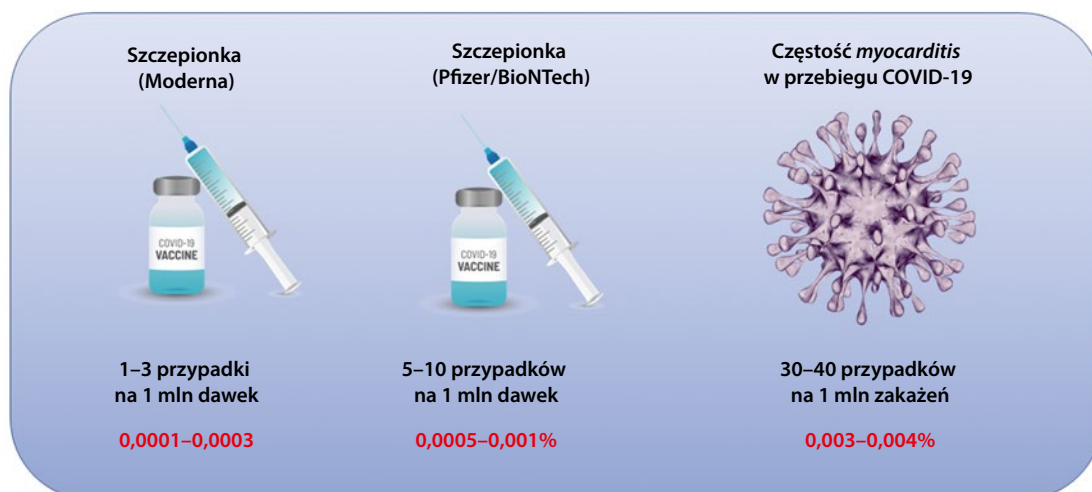 Szczepionka
(Moderna)
Szczepionka
(Pfizer/BioNTech)
Częstość myocarditis
w przebiegu COVID-19
COVID-19
VACCINE
COVID-19
VACCINE
1–3 przypadki
na 1 mln dawek
5–10 przypadków
na 1 mln dawek
30–40 przypadków
na 1 mln zakażeń
0,0001–0,0003
0,0005–0,001%
0,003–0,004%